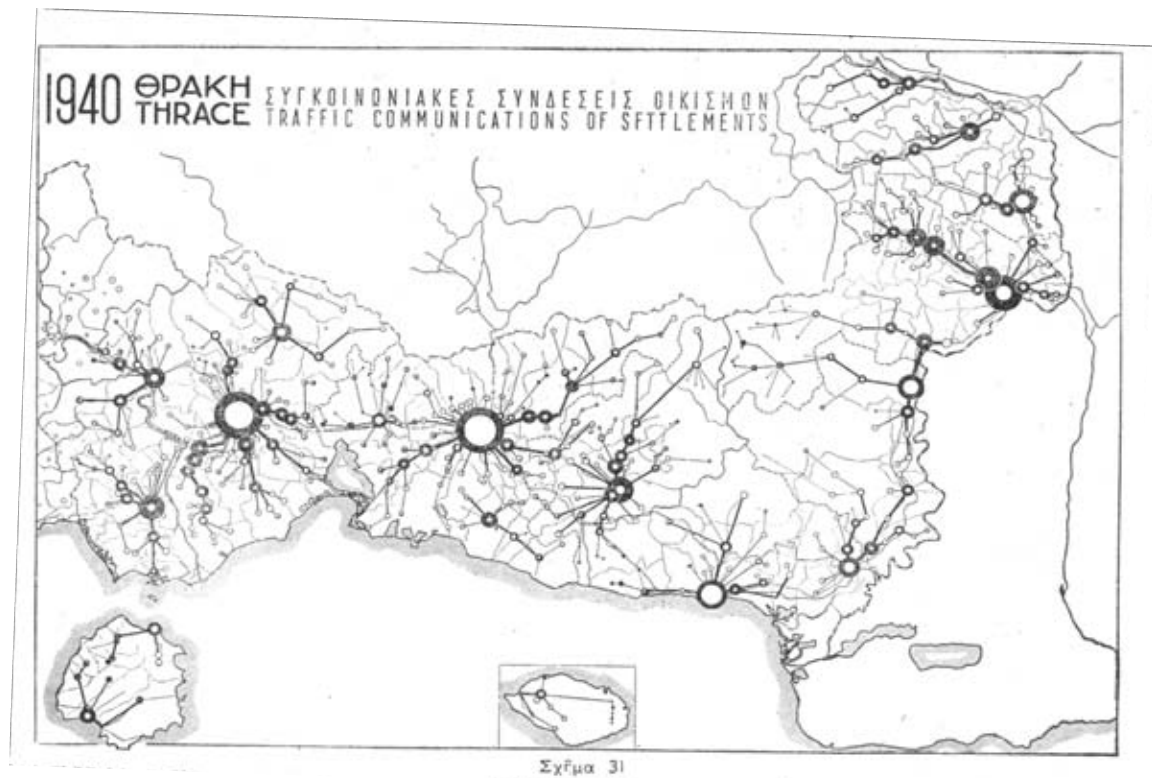 1940 ΘΡΑΚΗ ΣΥΓΚΟΙΝΩΝΙΑΚΕΣ ΣΥΝΔΕΣΕΙΣ ΟΙΚΙΣΜΩΝ
THRACE TRAFFIC COMMUNICATIONS OF SETTLEMENTS
Σχῆμα 31